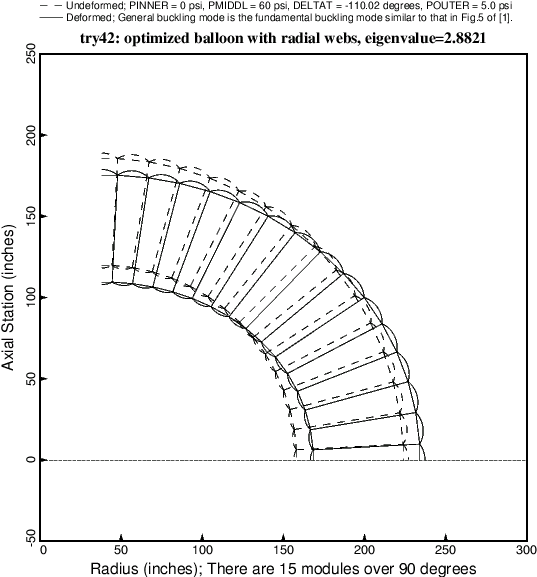 Undeformed; PINNER = 0 psi, PMIDDL = 60 psi, DELTAT = -110.02 degrees, POUTER = 5.0 psi
Deformed; General buckling mode is the fundamental buckling mode similar to that in Fig.5 of [1].
try42: optimized balloon with radial webs, eigenvalue=2.8821
250
200
150
100
50
0
-50
Axial Station (inches)
0 50 100 150 200 250 300
Radius (inches); There are 15 modules over 90 degrees